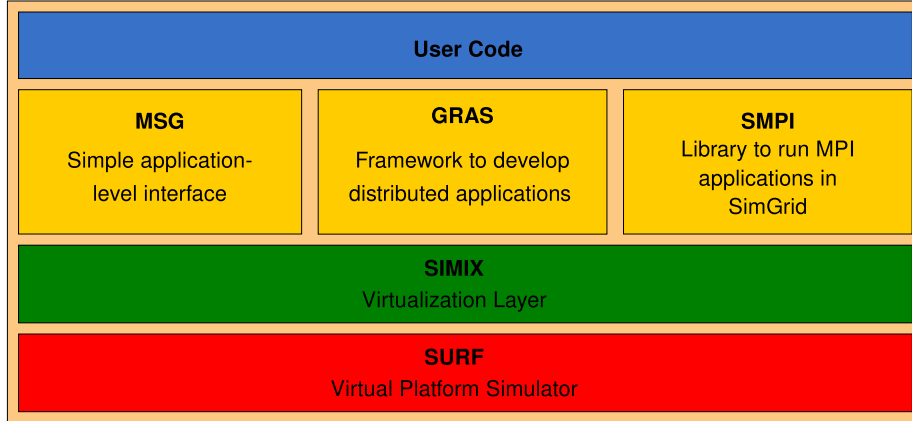 User Code
MSG
Simple application-
level interface
GRAS
Framework to develop
distributed applications
SMPI
Library to run MPI
applications in
SimGrid
SIMIX
Virtualization Layer
SURF
Virtual Platform Simulator